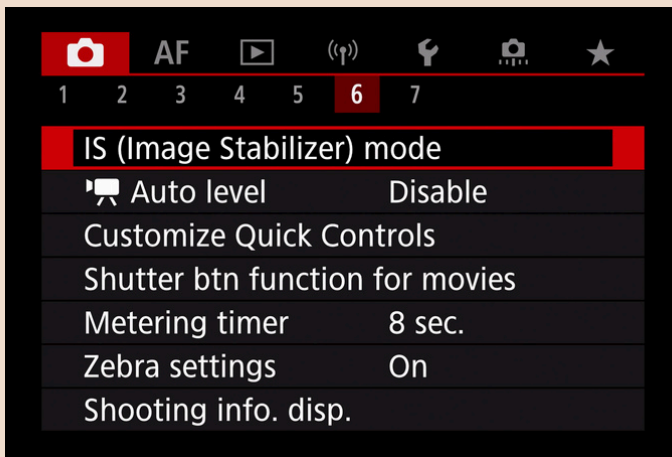 AF
1 2 3 4 5 6 7
IS (Image Stabilizer) mode
Auto level Disable
Customize Quick Controls
Shutter btn function for movies
Metering timer 8 sec.
Zebra settings On
Shooting info. disp.